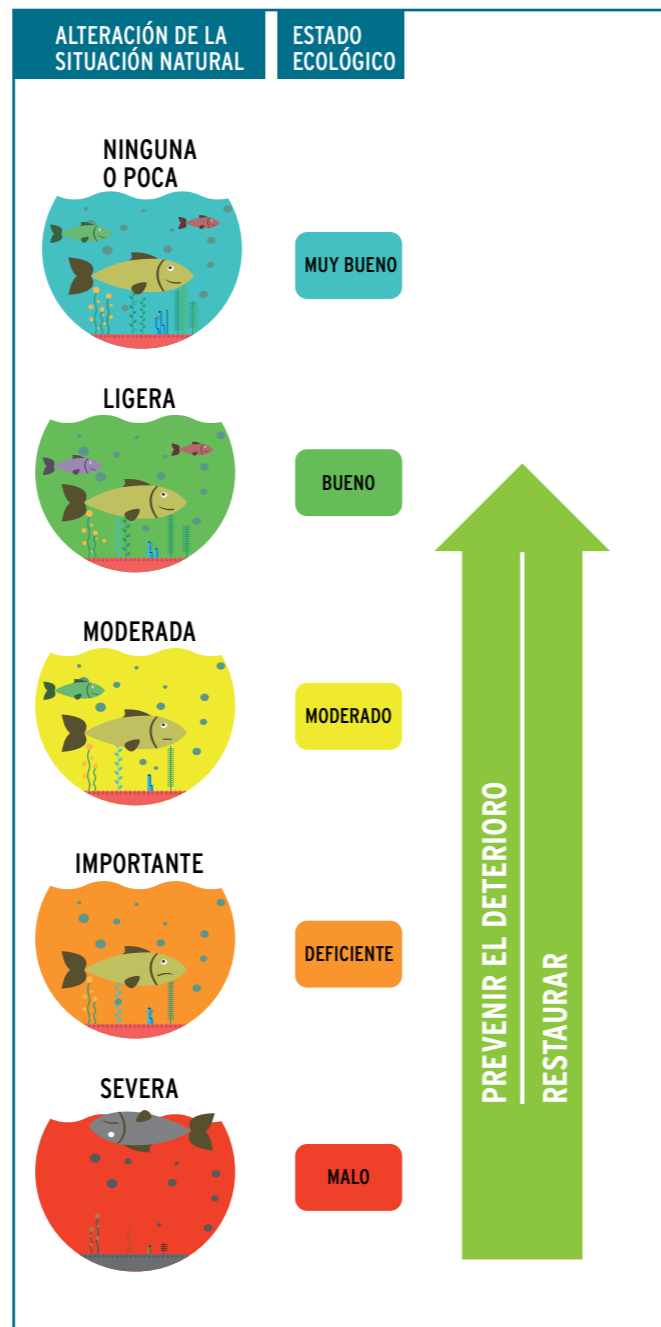 ALTERACIÓN DE LA
SITUACIÓN NATURAL
ESTADO
ECOLÓGICO
NINGUNA
O POCA
MUY BUENO
LIGERA
BUENO
MODERADA
MODERADO
IMPORTANTE
DEFICIENTE
SEVERA
MALO
PREVENIR EL DETERIORO
RESTAURAR